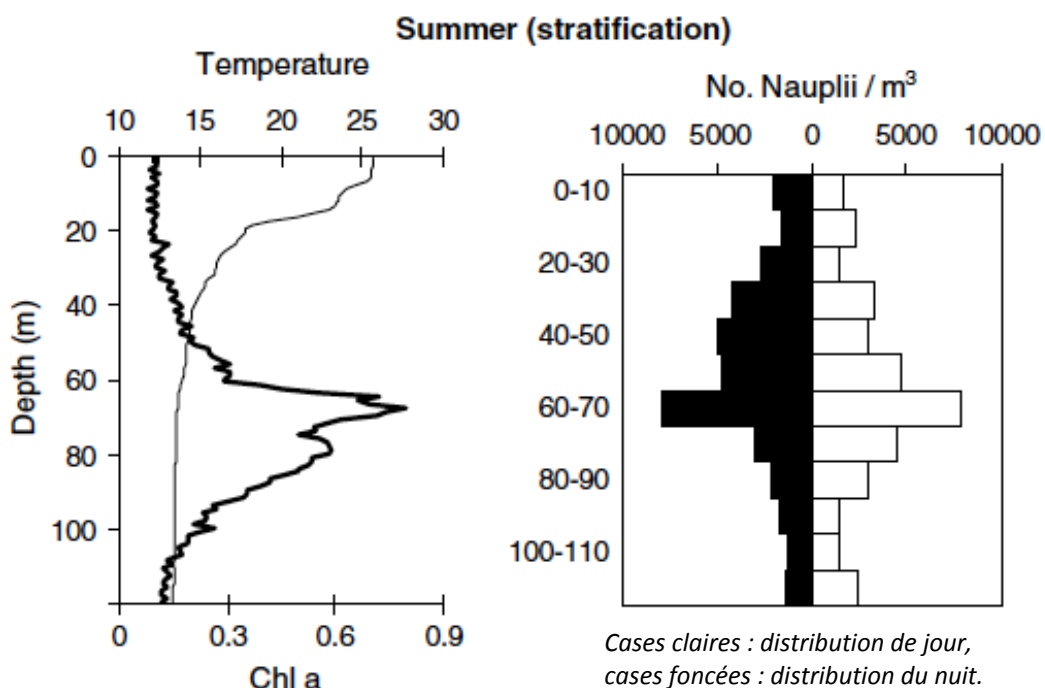 Summer (stratification)
Temperature
10 15 20 25 30
0
20
40
60
80
100
Depth (m)
0 0.3 0.6 0.9
Chl a
No. Nauplii / m³
10000 5000 0 5000 10000
0-10
20-30
40-50
60-70
80-90
100-110
Cases claires : distribution de jour,
cases foncées : distribution du nuit.